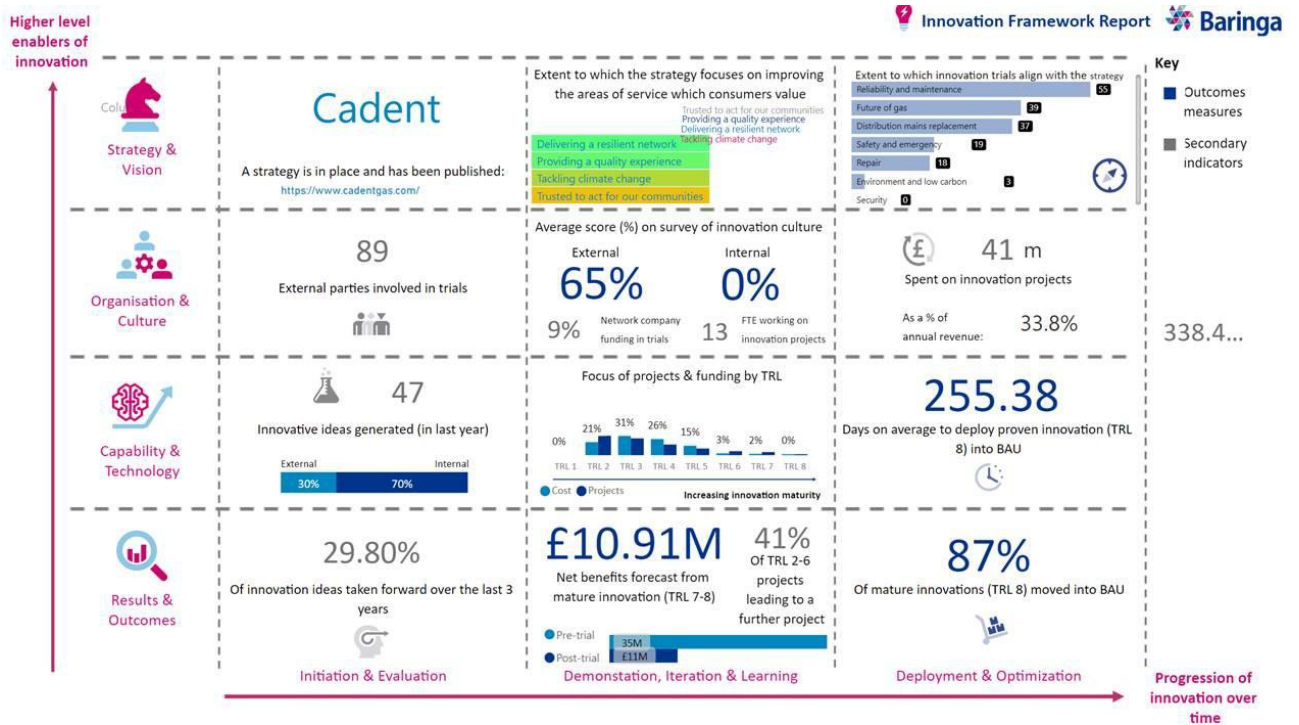 Higher level
enablers of
innovation
Innovation Framework Report
Baringa
Key
Outcomes
measures
Secondary
indicators
Colu
Strategy &
Vision
Cadent
A strategy is in place and has been published:
https://www.cadentgas.com/
Extent to which the strategy focuses on improving
the areas of service which consumers value
Trusted to act for our communities
Providing a quality experience
Delivering a resilient network
Tackling climate change
Delivering a resilient network
Providing a quality experience
Tackling climate change
Trusted to act for our communities
Extent to which innovation trials align with the strategy
Reliability and maintenance 55
Future of gas 39
Distribution mains replacement 37
Safety and emergency 19
Repair 18
Environment and low carbon 3
Security 0
Organisation &
Culture
89
External parties involved in trials
Average score (%) on survey of innovation culture
External Internal
65% 0%
9% Network company
funding in trials
13 FTE working on
innovation projects
£ 41 m
Spent on innovation projects
As a % of
annual revenue: 33.8%
338.4...
Capability &
Technology
47
Innovative ideas generated (in last year)
External Internal
30% 70%
Focus of projects & funding by TRL
0% 21% 31% 26% 15% 3% 2% 0%
TRL 1 TRL 2 TRL 3 TRL 4 TRL 5 TRL 6 TRL 7 TRL 8
Cost Projects
Increasing innovation maturity
255.38
Days on average to deploy proven innovation (TRL
8) into BAU
Results &
Outcomes
29.80%
Of innovation ideas taken forward over the last 3
years
£10.91M
Net benefits forecast from
mature innovation (TRL 7-8)
41%
Of TRL 2-6
projects
leading to a
further project
Pre-trial 35M
Post-trial £11M
87%
Of mature innovations (TRL 8) moved into BAU
Initiation & Evaluation
Demonstation, Iteration & Learning
Deployment & Optimization
Progression of
innovation over
time